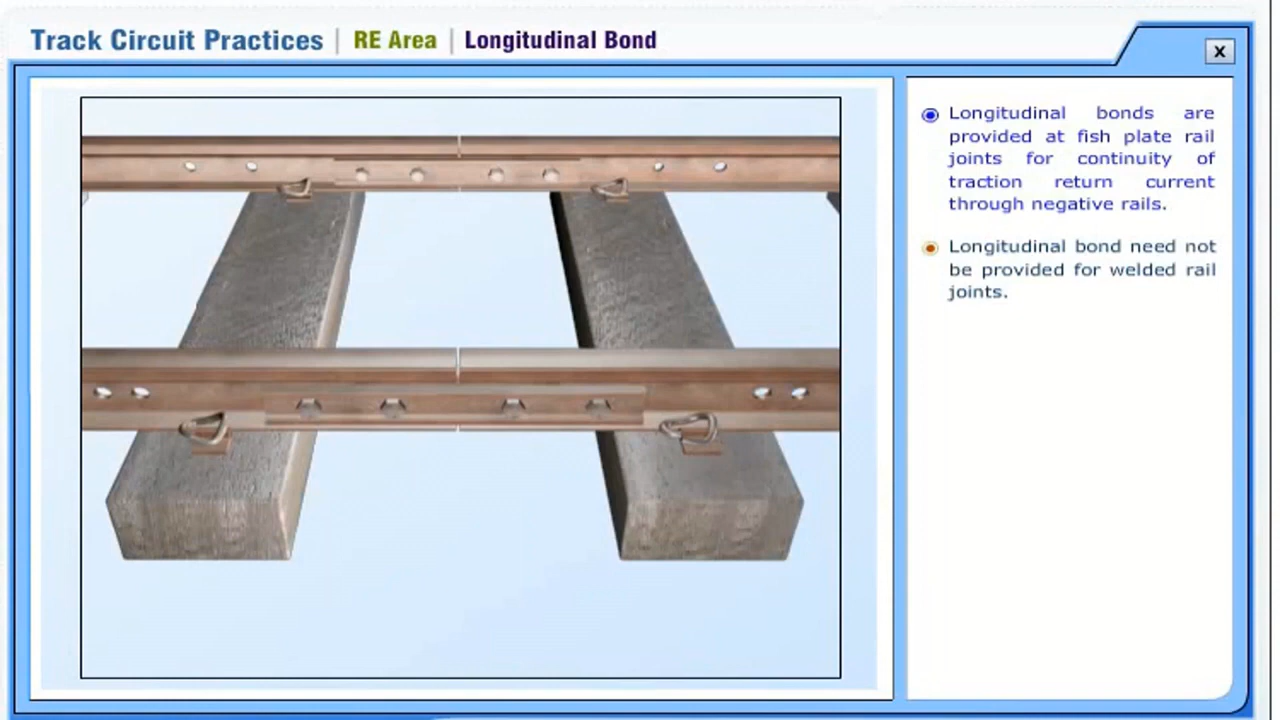 Track Circuit Practices | RE Area | Longitudinal Bond
X
Longitudinal bonds are
provided at fish plate rail
joints for continuity of
traction return current
through negative rails.
Longitudinal bond need not
be provided for welded rail
joints.